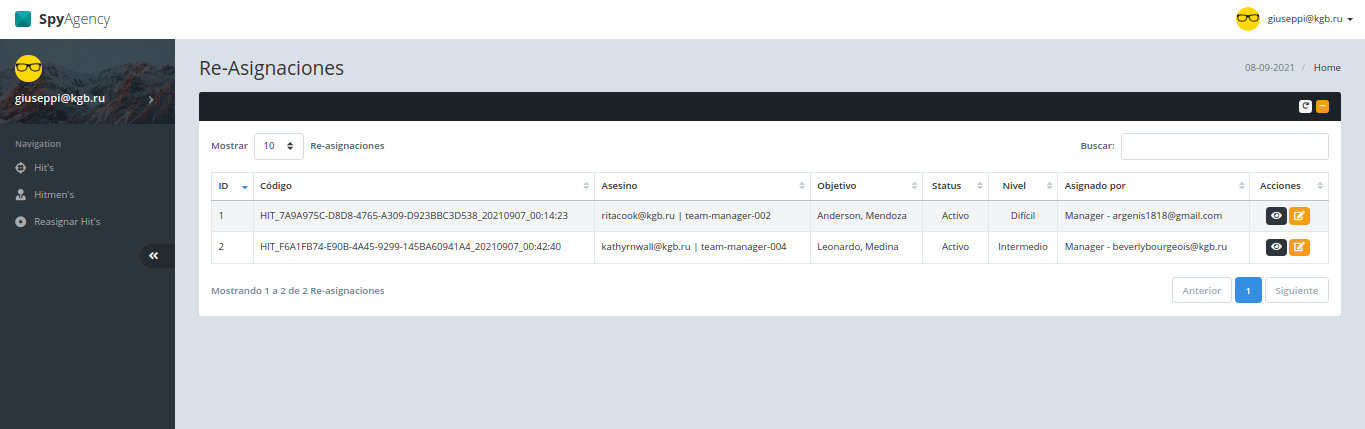 SpyAgency
giuseppi@kgb.ru
giuseppi@kgb.ru
Navigation
Hit's
Hitmen's
Reasignar Hit's
Re-Asignaciones
08-09-2021 / Home
Mostrar 10 Re-asignaciones
Buscar:
ID Código Asesino Objetivo Status Nivel Asignado por Acciones
1 HIT_7A9A975C-D8D8-4765-A309-D923BBC3D538_20210907_00:14:23 ritacook@kgb.ru | team-manager-002 Anderson, Mendoza Activo Difícil Manager - argenis1818@gmail.com
2 HIT_F6A1FB74-E90B-4A45-9299-145BA60941A4_20210907_00:42:40 kathyrnwall@kgb.ru | team-manager-004 Leonardo, Medina Activo Intermedio Manager - beverlybourgeois@kgb.ru
Mostrando 1 a 2 de 2 Re-asignaciones
Anterior 1 Siguiente